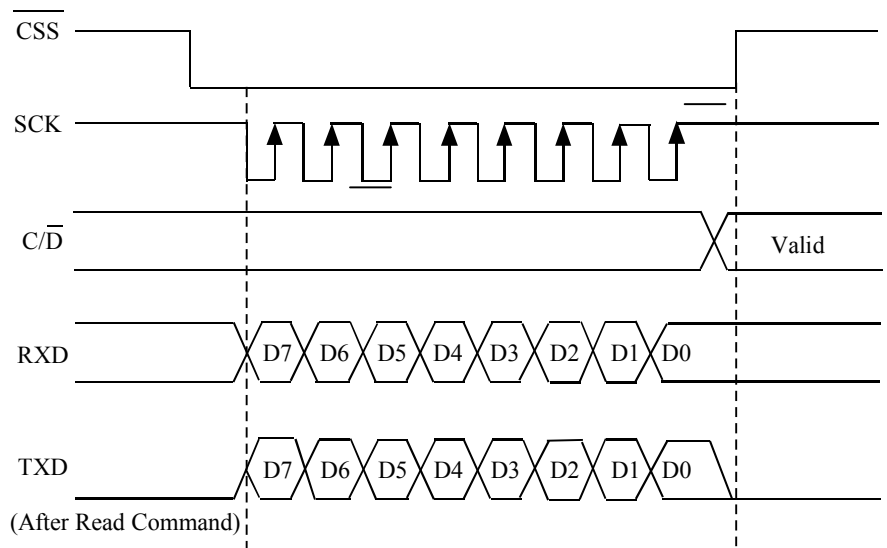 C̅S̅S̅
SCK
C/D̅
Valid
RXD
D7 D6 D5 D4 D3 D2 D1 D0
TXD
D7 D6 D5 D4 D3 D2 D1 D0
(After Read Command)